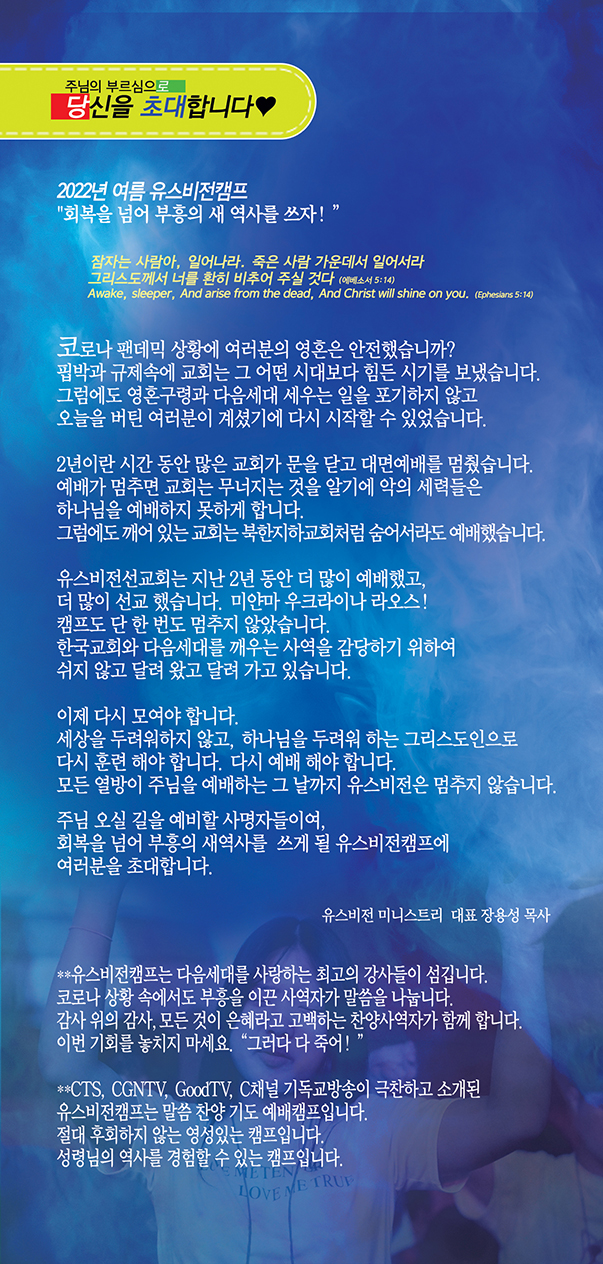 주님의 부르심으로
당신을 초대합니다♥
2022년 여름 유스비전캠프
"회복을 넘어 부흥의 새 역사를 쓰자! ”
잠자는 사람아, 일어나라. 죽은 사람 가운데서 일어서라
그리스도께서 너를 환히 비추어 주실 것다 (에베소서 5:14)
Awake, sleeper, And arise from the dead, And Christ will shine on you. (Ephesians 5:14)
코로나 팬데믹 상황에 여러분의 영혼은 안전했습니까?
핍박과 규제속에 교회는 그 어떤 시대보다 힘든 시기를 보냈습니다.
그럼에도 영혼구령과 다음세대 세우는 일을 포기하지 않고
오늘을 버틴 여러분이 계셨기에 다시 시작할 수 있었습니다.
2년이란 시간 동안 많은 교회가 문을 닫고 대면예배를 멈췄습니다.
예배가 멈추면 교회는 무너지는 것을 알기에 악의 세력들은
하나님을 예배하지 못하게 합니다.
그럼에도 깨어 있는 교회는 북한지하교회처럼 숨어서라도 예배했습니다.
유스비전선교회는 지난 2년 동안 더 많이 예배했고,
더 많이 선교 했습니다. 미얀마 우크라이나 라오스!
캠프도 단 한 번도 멈추지 않았습니다.
한국교회와 다음세대를 깨우는 사역을 감당하기 위하여
쉬지 않고 달려 왔고 달려 가고 있습니다.
이제 다시 모여야 합니다.
세상을 두려워하지 않고, 하나님을 두려워 하는 그리스도인으로
다시 훈련 해야 합니다. 다시 예배 해야 합니다.
모든 열방이 주님을 예배하는 그 날까지 유스비전은 멈추지 않습니다.
주님 오실 길을 예비할 사명자들이여,
회복을 넘어 부흥의 새역사를 쓰게 될 유스비전캠프에
여러분을 초대합니다.
유스비전 미니스트리 대표 장용성 목사
**유스비전캠프는 다음세대를 사랑하는 최고의 강사들이 섬깁니다.
코로나 상황 속에서도 부흥을 이끈 사역자가 말씀을 나눕니다.
감사 위의 감사, 모든 것이 은혜라고 고백하는 찬양사역자가 함께 합니다.
이번 기회를 놓치지 마세요. “그러다 다 죽어! ”
**CTS, CGNTV, GoodTV, C채널 기독교방송이 극찬하고 소개된
유스비전캠프는 말씀 찬양 기도 예배캠프입니다.
절대 후회하지 않는 영성있는 캠프입니다.
성령님의 역사를 경험할 수 있는 캠프입니다.
LOVE ME TRUE